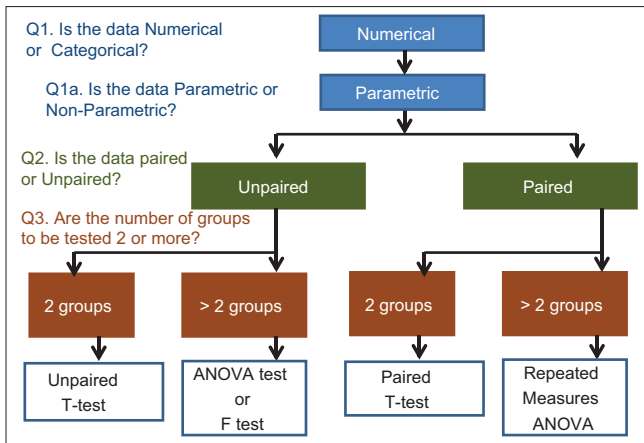 Q1. Is the data Numerical
or Categorical?
Numerical
Q1a. Is the data Parametric or
Non-Parametric?
Parametric
Q2. Is the data paired
or Unpaired?
Unpaired
Paired
Q3. Are the number of groups
to be tested 2 or more?
2 groups
> 2 groups
2 groups
> 2 groups
Unpaired
T-test
ANOVA test
or
F test
Paired
T-test
Repeated
Measures
ANOVA